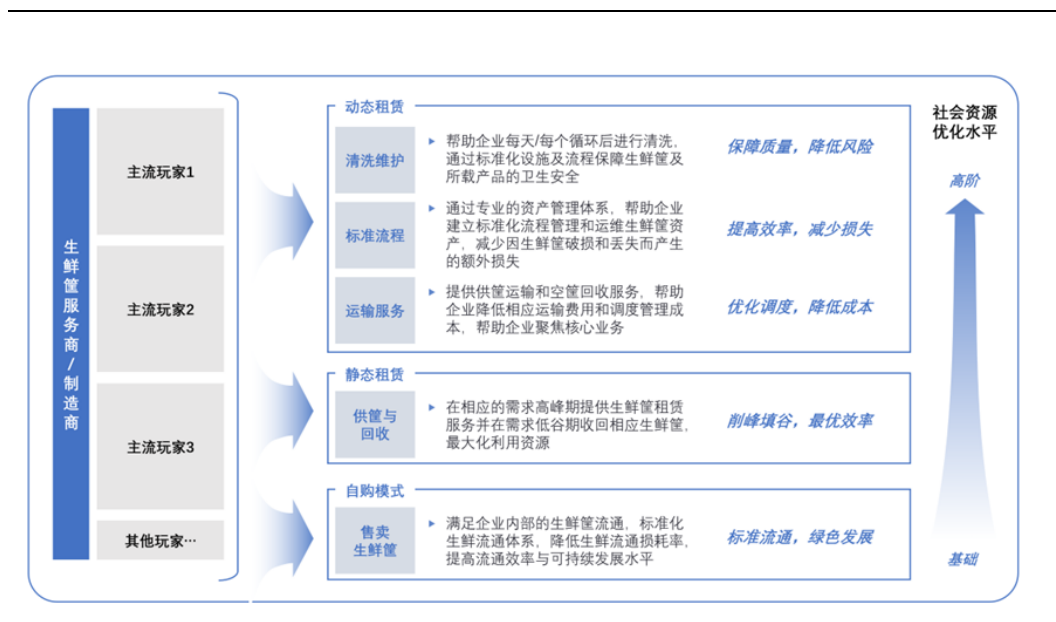 生鲜筐服务商/制造商
主流玩家1
主流玩家2
主流玩家3
其他玩家…
动态租赁
清洗维护
帮助企业每天/每个循环后进行清洗，
通过标准化设施及流程保障生鲜筐及
所载产品的卫生安全
保障质量，降低风险
标准流程
通过专业的资产管理体系，帮助企业
建立标准化流程管理和运维生鲜筐资
产，减少因生鲜筐破损和丢失而产生
的额外损失
提高效率，减少损失
运输服务
提供供筐运输和空筐回收服务，帮助
企业降低相应运输费用和调度管理成
本，帮助企业聚焦核心业务
优化调度，降低成本
静态租赁
供筐与
回收
在相应的需求高峰期提供生鲜筐租赁
服务并在需求低谷期收回相应生鲜筐，
最大化利用资源
削峰填谷，最优效率
自购模式
售卖
生鲜筐
满足企业内部的生鲜筐流通，标准化
生鲜流通体系，降低生鲜流通损耗率，
提高流通效率与可持续发展水平
标准流通，绿色发展
社会资源
优化水平
高阶
基础